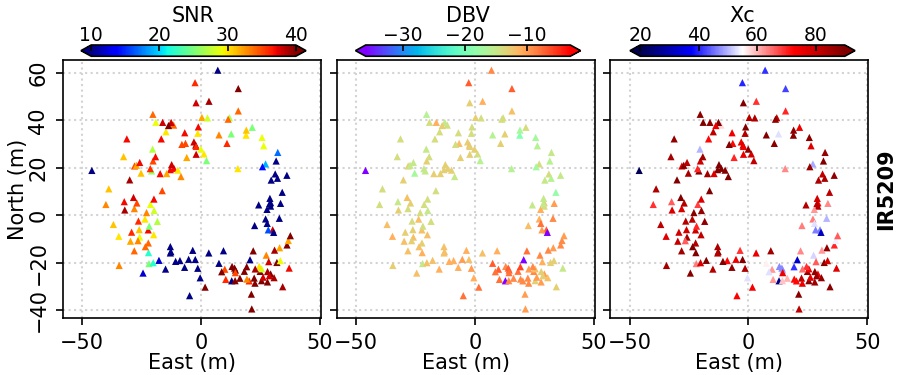 SNR DBV Xc
10 20 30 40 −30 −20 −10 20 40 60 80
60
40
20
0
−20
−40
North (m)
IR5209
−50 0 50 −50 0 50 −50 0 50
East (m) East (m) East (m)